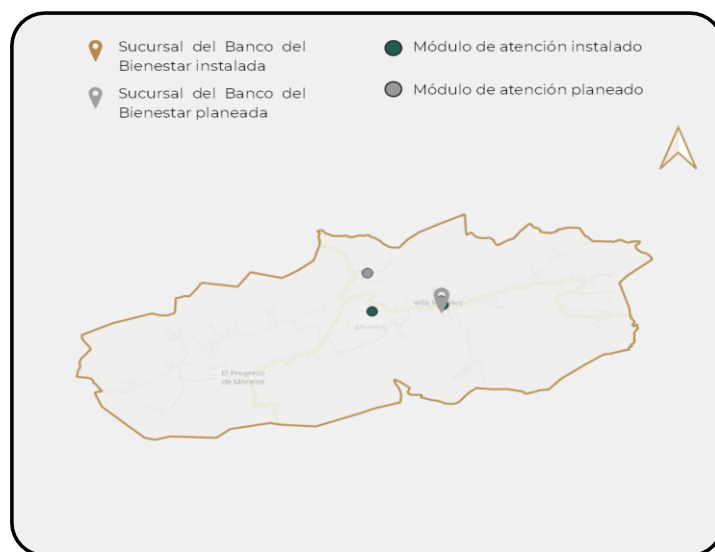 Sucursal del Banco del
Bienestar instalada
Sucursal del Banco del
Bienestar planeada
Módulo de atención instalado
Módulo de atención planeado
Villa
Morelos
El Progreso
de Morelos